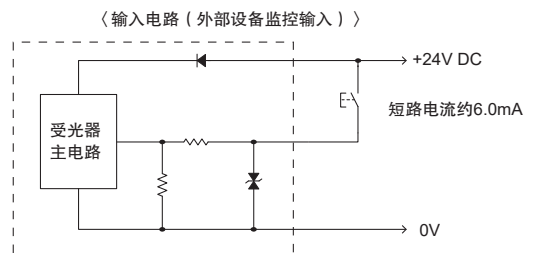 〈输入电路（外部设备监控输入）〉
+24V DC
短路电流约6.0mA
受光器
主电路
0V